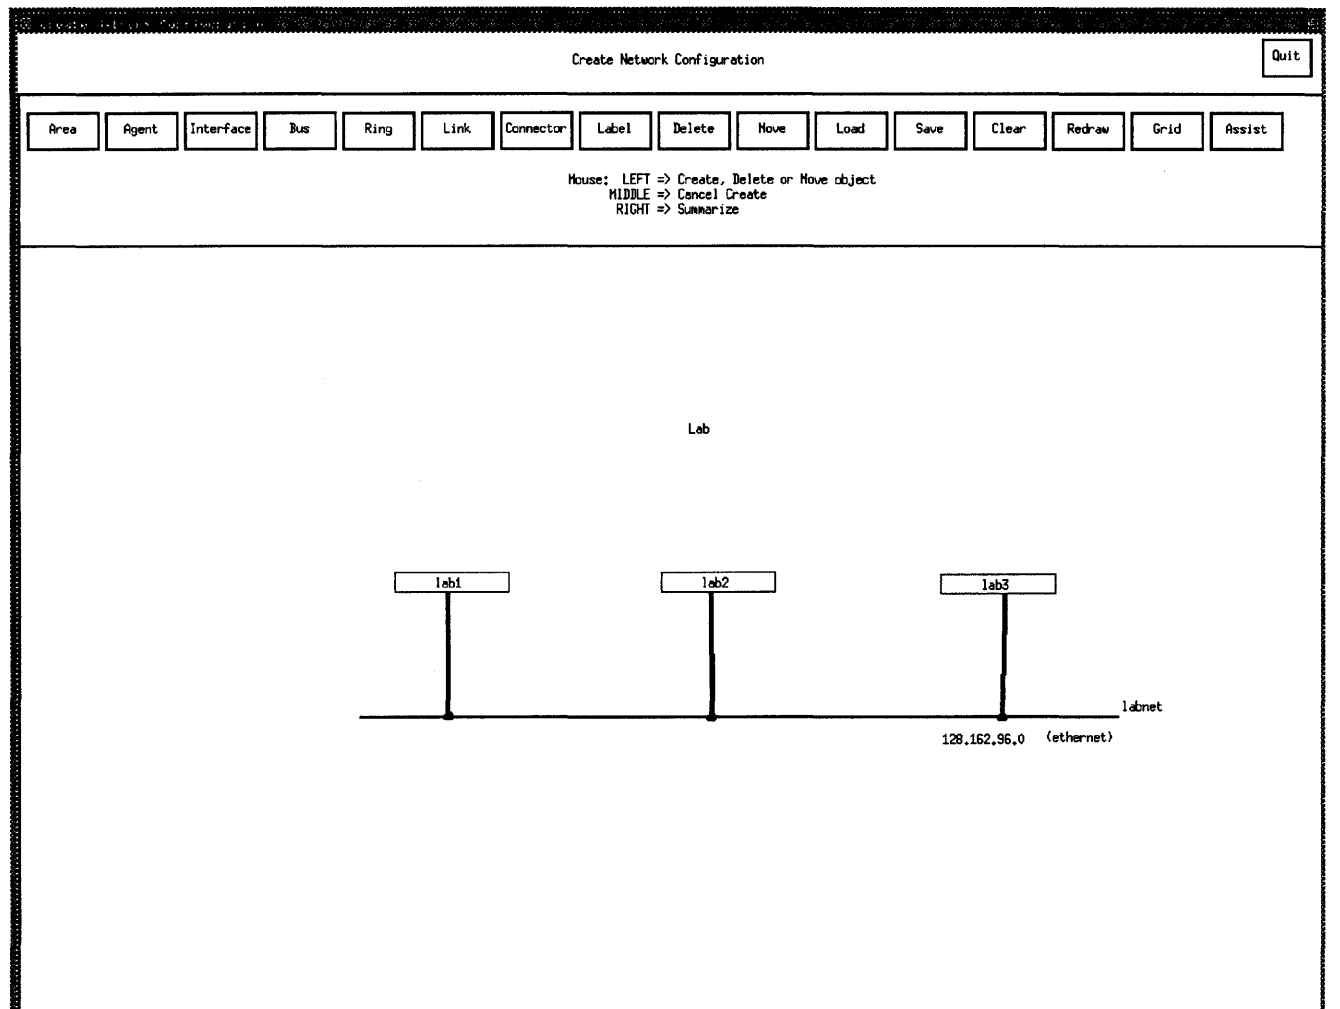 Create Network Configuration
Quit
Area Agent Interface Bus Ring Link Connector Label Delete Move Load Save Clear Redraw Grid Assist
Mouse: LEFT => Create, Delete or Move object
MIDDLE => Cancel Create
RIGHT => Summarize
Lab
lab1 lab2 lab3
labnet
128.162.96.0 (ethernet)